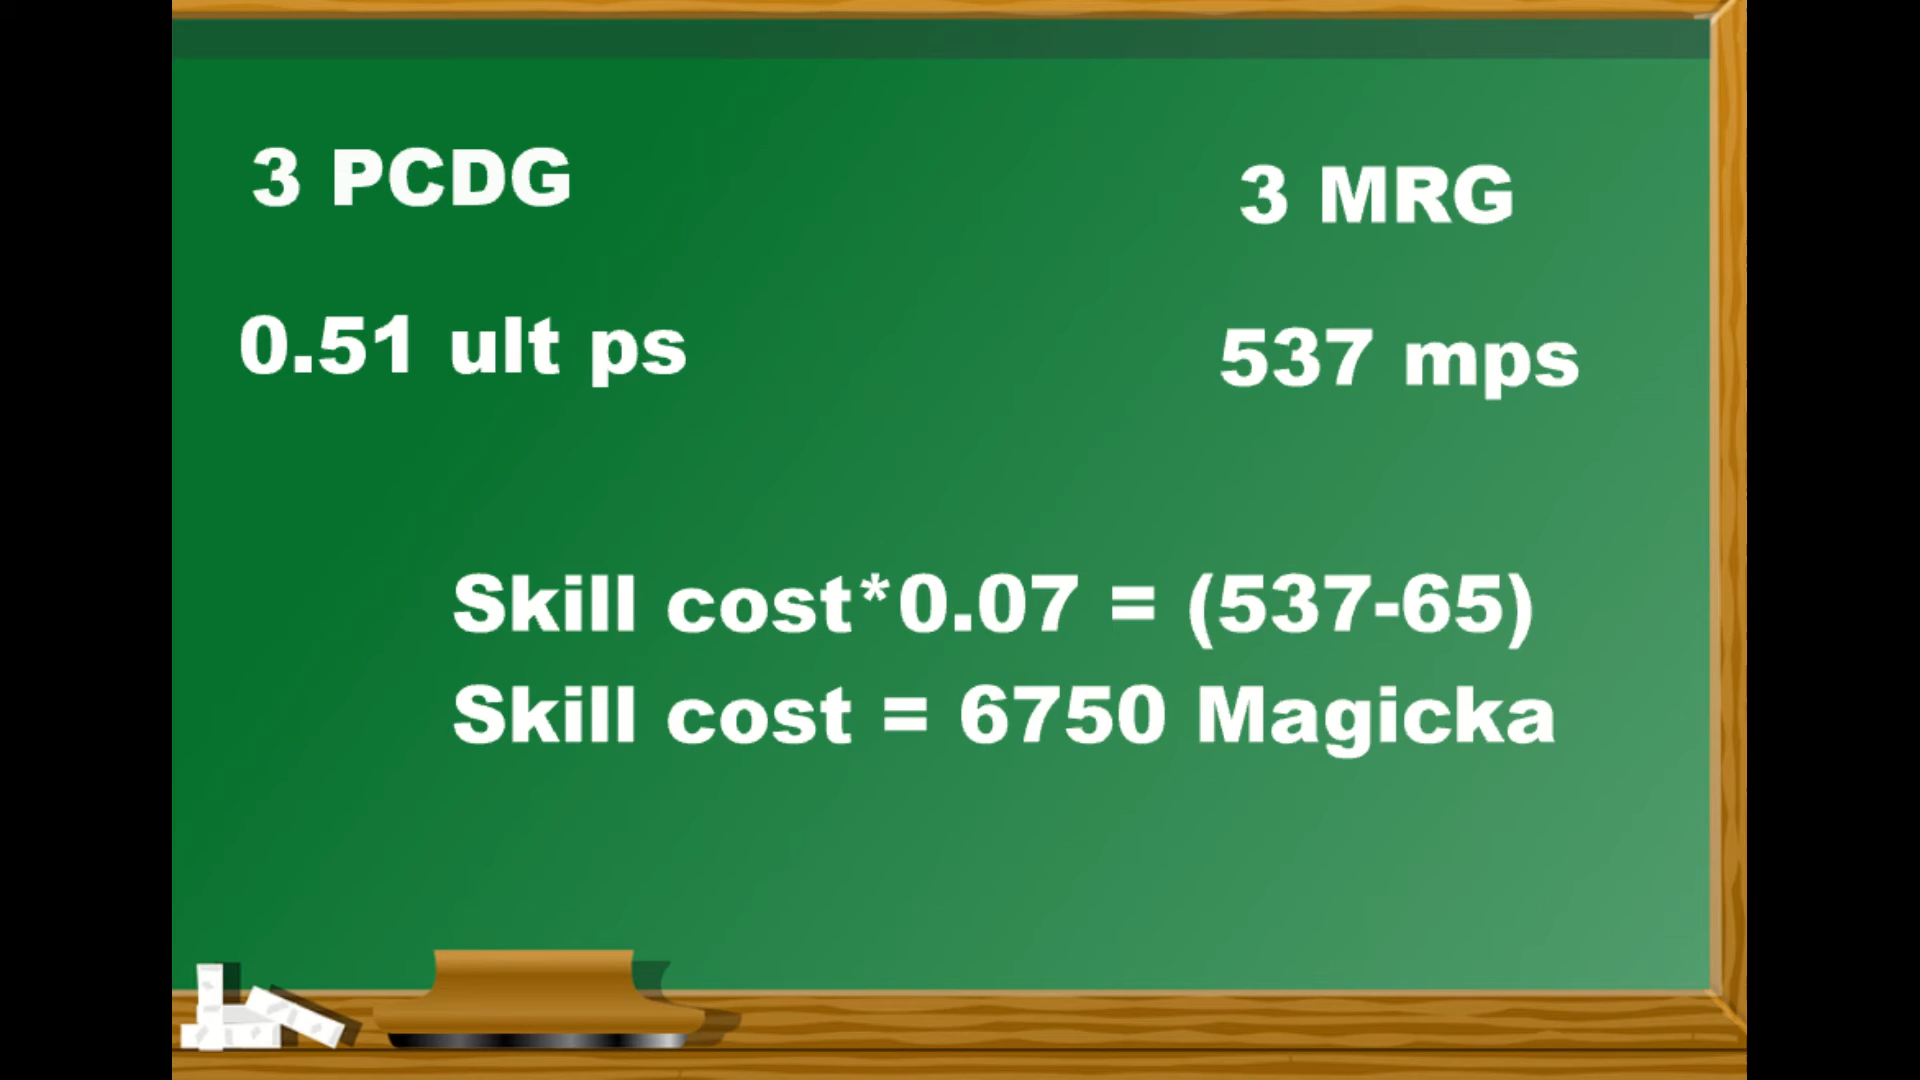 3 PCDG
3 MRG
0.51 ult ps
537 mps
Skill cost*0.07 = (537-65)
Skill cost = 6750 Magicka